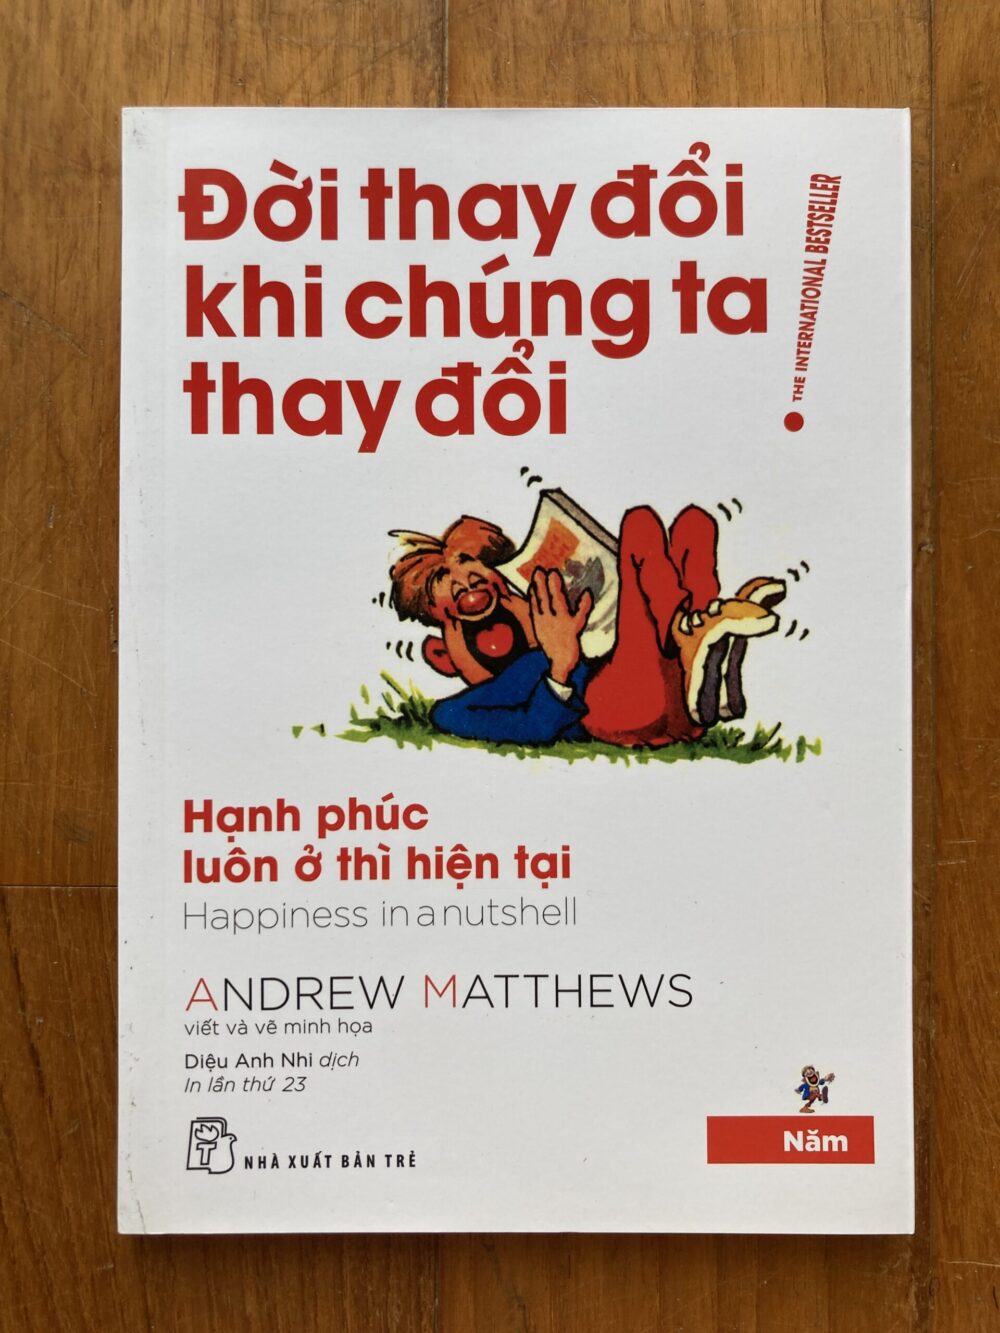 Đời thay đổi
khi chúng ta
thay đổi
THE INTERNATIONAL BESTSELLER
Hạnh phúc
luôn ở thì hiện tại
Happiness in a nutshell
ANDREW MATTHEWS
viết và vẽ minh họa
Diệu Anh Nhi dịch
In lần thứ 23
NHÀ XUẤT BẢN TRẺ
Năm